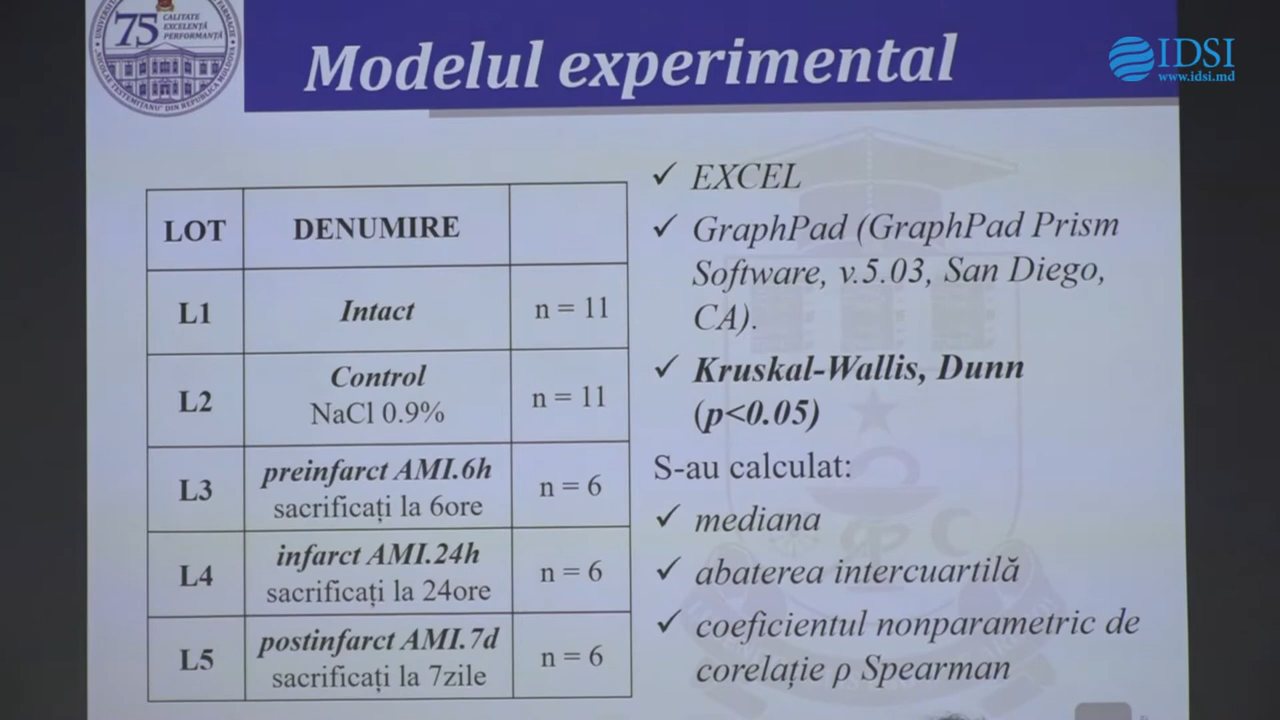 75
CALITATE
EXCELENȚĂ
PERFORMANȚĂ
Modelul experimental
IDSI
www.idsi.md
LOT DENUMIRE
L1 Intact n = 11
L2 Control
NaCl 0.9% n = 11
L3 preinfarct AMI.6h
sacrificați la 6ore n = 6
L4 infarct AMI.24h
sacrificați la 24ore n = 6
L5 postinfarct AMI.7d
sacrificați la 7zile n = 6
✓ EXCEL
✓ GraphPad (GraphPad Prism
Software, v.5.03, San Diego,
CA).
✓ Kruskal-Wallis, Dunn
(p<0.05)
S-au calculat:
✓ mediana
✓ abaterea intercuartilă
✓ coeficientul nonparametric de
corelație ρ Spearman